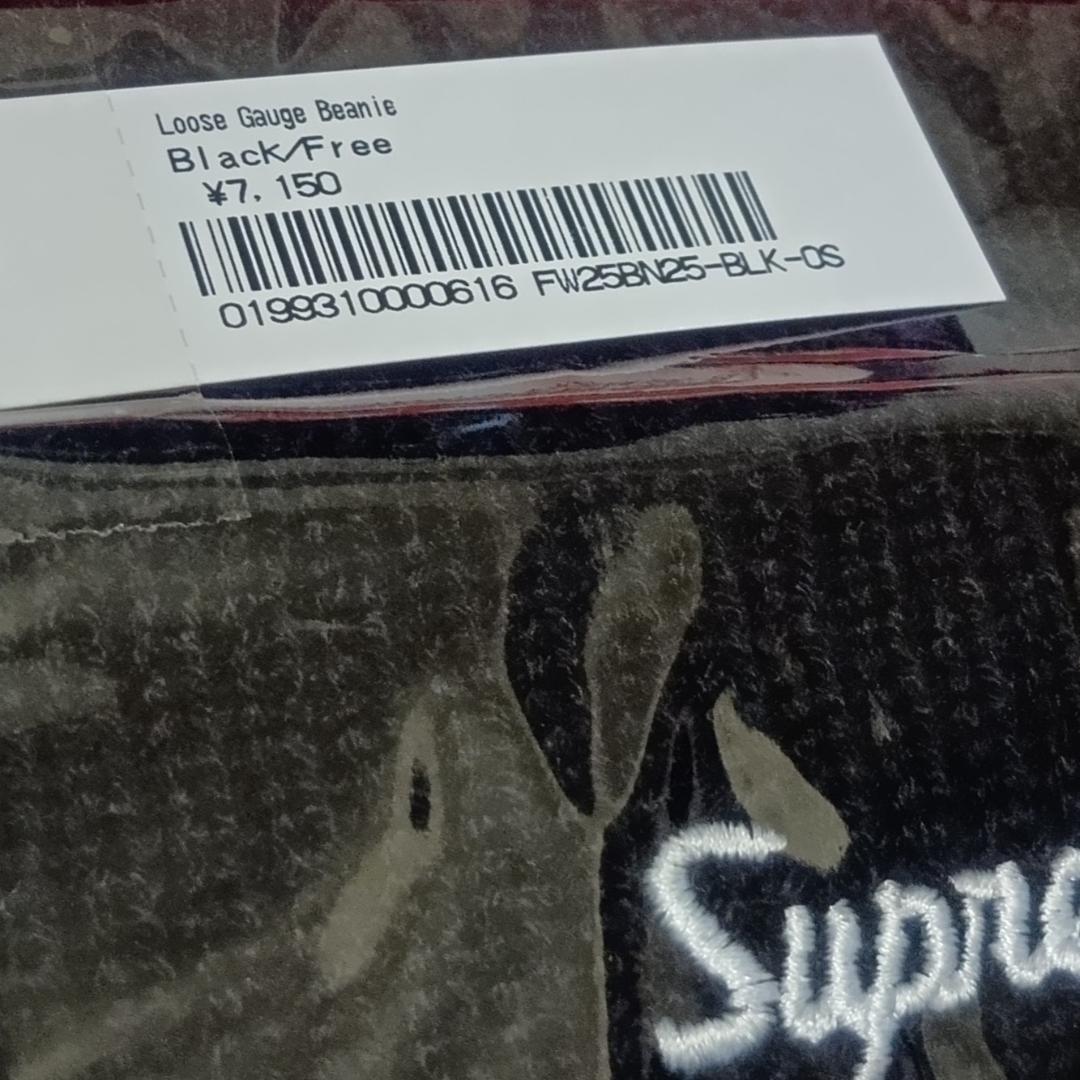 Loose Gauge Beanie
Black/Free
¥7,150
0199310000616 FW25BN25-BLK-OS
Supre